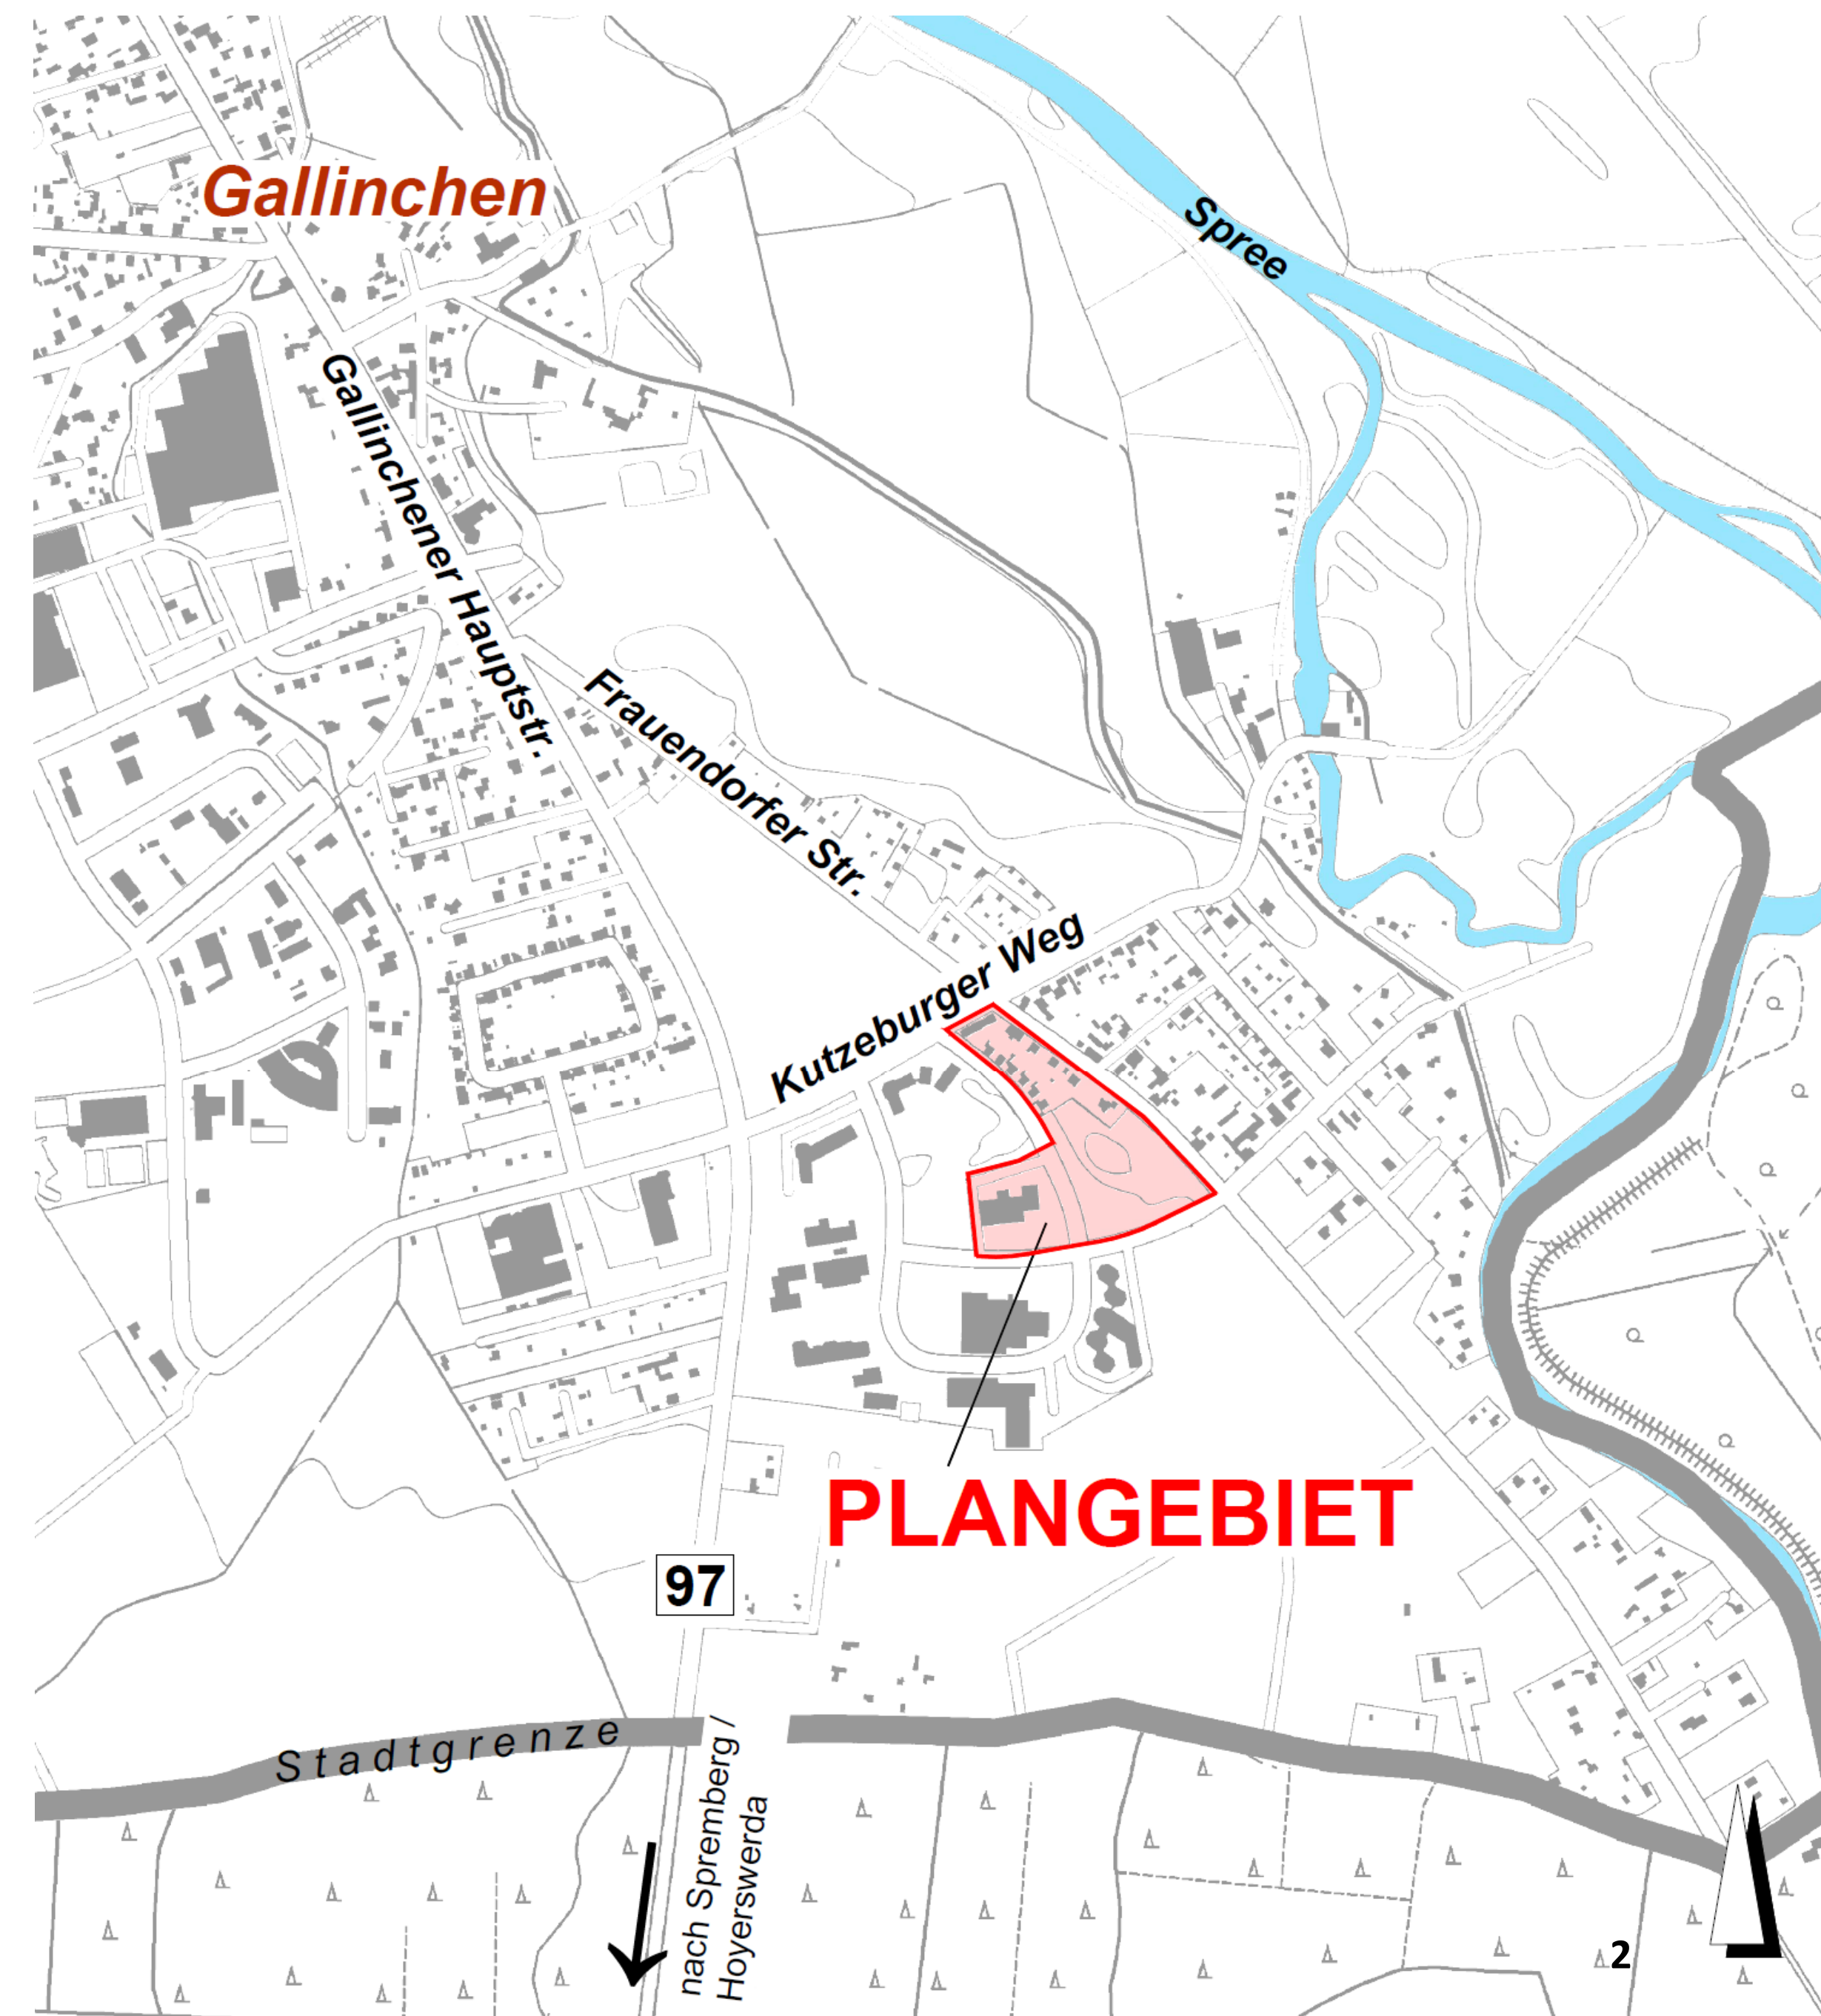 Gallinchen
Spree
Gallinchener Hauptstr.
Frauendorfer Str.
Kutzeburger Weg
PLANGEBIET
97
Stadtgrenze
nach Spremberg /
Hoyerswerda
2